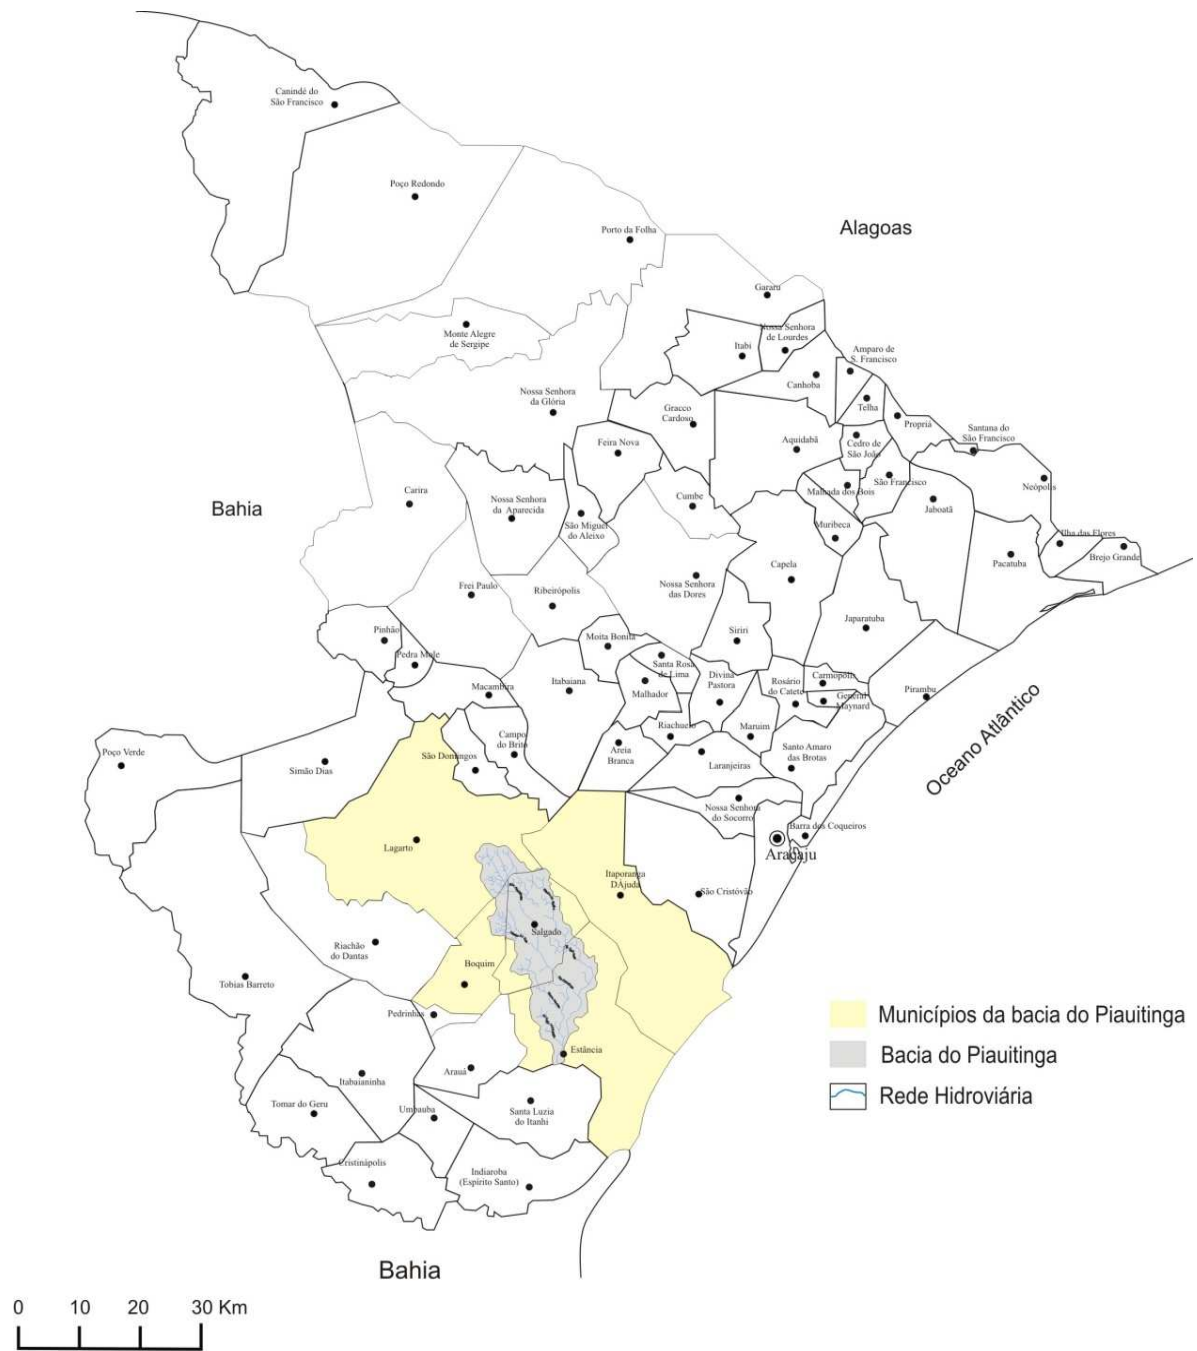 Canindé do
São Francisco
Poço Redondo
Alagoas
Porto da Folha
Gararu
Monte Alegre
de Sergipe
Nossa Senhora
de Lourdes
Itabi
Amparo de
S. Francisco
Canhoba
Nossa Senhora
da Glória
Gracco
Cardoso
Telha
Propria
Santana do
São Francisco
Feira Nova
Aquidabã
Cedro de
São João
São Francisco
Malhada dos Bois
Neópolis
Carira
Bahia
Nossa Senhora
da Aparecida
Cumbe
São Miguel
do Aleixo
Jaboatã
Muribeca
Ilha das Flores
Brejo Grande
Pacatuba
Capela
Frei Paulo
Ribeirópolis
Nossa Senhora
das Dores
Japaratuba
Pinhão
Pedra Mole
Moita Bonita
Siriri
Santa Rosa
de Lima
Macambira
Itabaiana
Malhador
Divina
Pastora
Rosário
do Catete
Carmopólis
General
Maynard
Pirambu
Oceano Atlântico
Riachuelo
Maruim
Poço Verde
Simão Dias
São Domingos
Campo
do Brito
Areia
Branca
Laranjeiras
Santo Amaro
das Brotas
Nossa Senhora
do Socorro
Barra dos Coqueiros
Aracaju
Lagarto
Itaporanga
DÁjuda
São Cristóvão
Salgado
Riachão
do Dantas
Boquim
Tobias Barreto
Pedrinhas
Estância
Arauá
Itabaianinha
Tomar do Geru
Umbauba
Santa Luzia
do Itanhi
Cristinápolis
Indiaroba
(Espírito Santo)
Municípios da bacia do Piauitinga
Bacia do Piauitinga
Rede Hidroviária
Bahia
0 10 20 30 Km